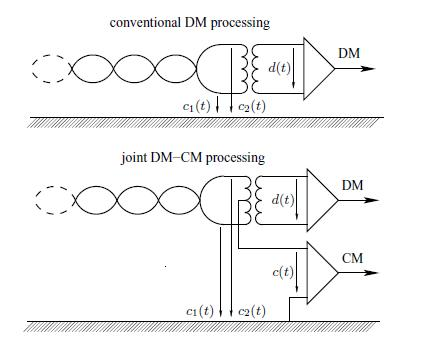 conventional DM processing
DM
d(t)
c₁(t) c₂(t)
joint DM−CM processing
DM
d(t)
CM
c(t)
c₁(t) c₂(t)